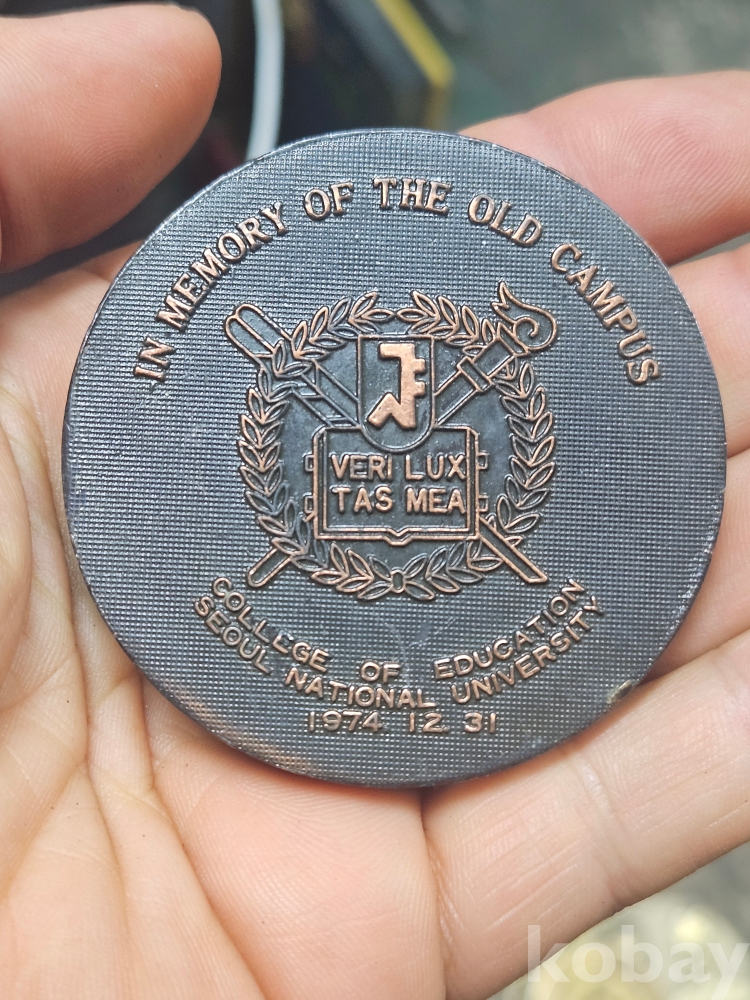 IN MEMORY OF THE OLD CAMPUS
VERI LUX
TAS MEA
COLLEGE OF EDUCATION
SEOUL NATIONAL UNIVERSITY
1974 12 31
kobay